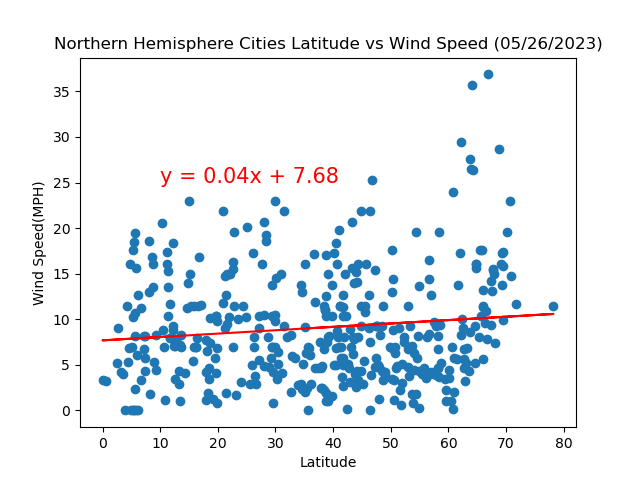 Northern Hemisphere Cities Latitude vs Wind Speed (05/26/2023)
Wind Speed(MPH)
35
30
25
20
15
10
5
0
y = 0.04x + 7.68
0 10 20 30 40 50 60 70 80
Latitude